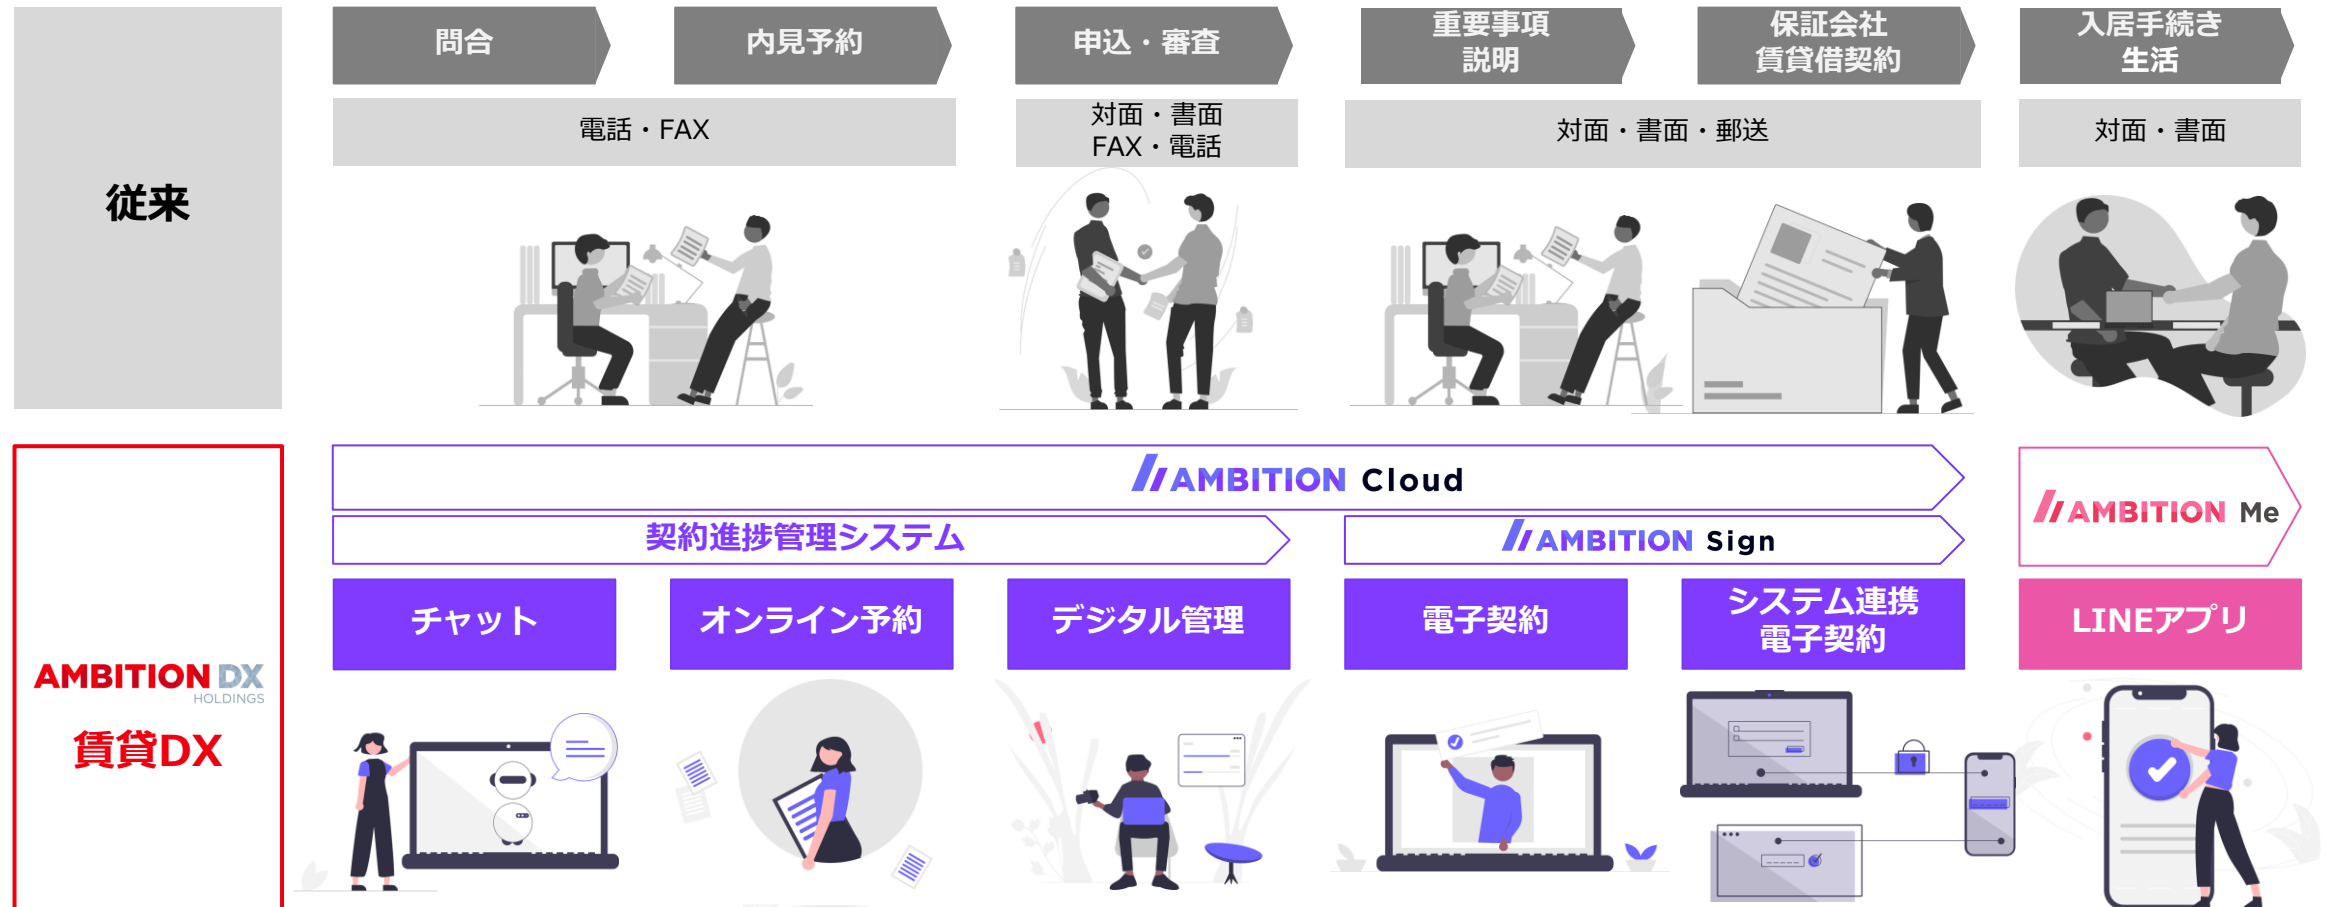 問合
内見予約
申込・審査
重要事項
説明
保証会社
賃貸借契約
入居手続き
生活
従来
電話・FAX
対面・書面
FAX・電話
対面・書面・郵送
対面・書面
AMBITION Cloud
AMBITION Me
契約進捗管理システム
AMBITION Sign
チャット
オンライン予約
デジタル管理
電子契約
システム連携
電子契約
LINEアプリ
AMBITION DX
HOLDINGS
賃貸DX